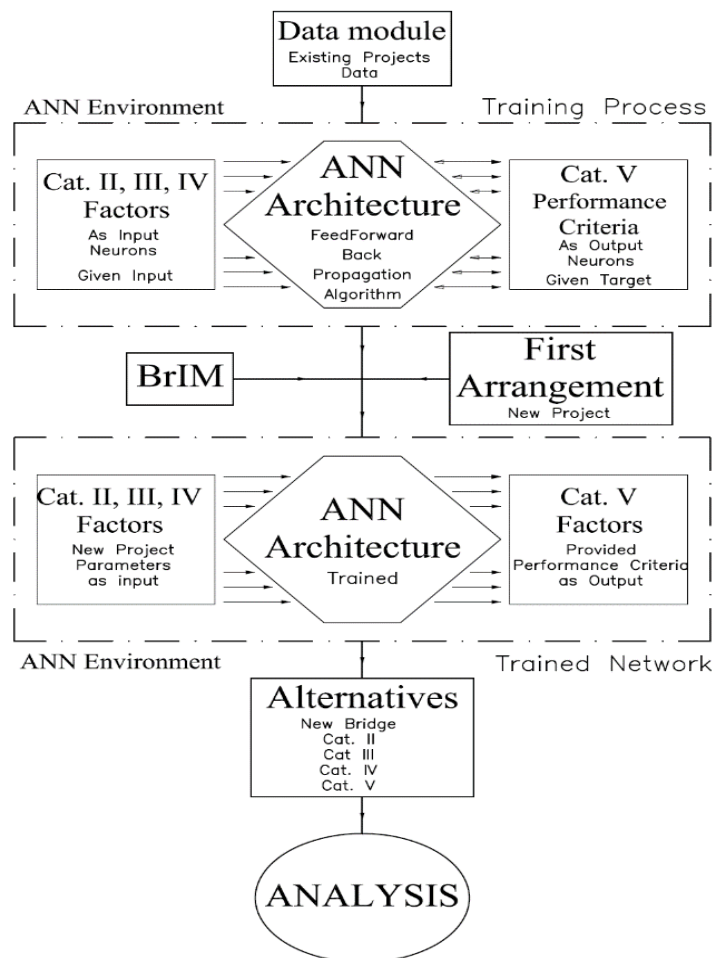 Data module
Existing Projects
Data
ANN Environment
Training Process
Cat. II, III, IV
Factors
As Input
Neurons
Given Input
ANN
Architecture
FeedForward
Back
Propagation
Algorithm
Cat. V
Performance
Criteria
As Output
Neurons
Given Target
BrIM
First
Arrangement
New Project
Cat. II, III, IV
Factors
New Project
Parameters
as input
ANN
Architecture
Trained
Cat. V
Factors
Provided
Performance Criteria
as Output
ANN Environment
Trained Network
Alternatives
New Bridge
Cat. II
Cat III
Cat. IV
Cat. V
ANALYSIS